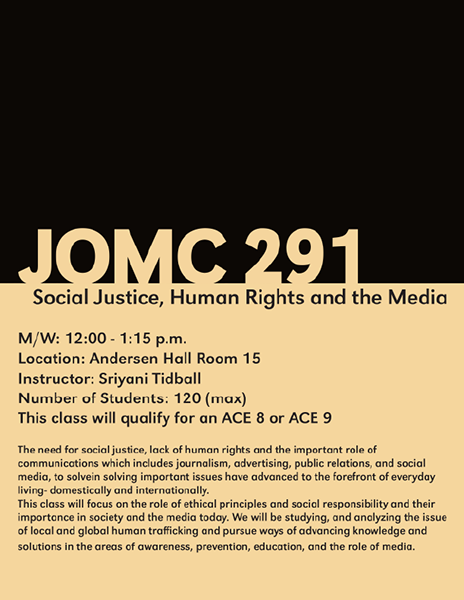 JOMC 291
Social Justice, Human Rights and the Media
M/W: 12:00 - 1:15 p.m.
Location: Andersen Hall Room 15
Instructor: Sriyani Tidball
Number of Students: 120 (max)
This class will qualify for an ACE 8 or ACE 9
The need for social justice, lack of human rights and the important role of
communications which includes journalism, advertising, public relations, and social
media, to solvein solving important issues have advanced to the forefront of everyday
living- domestically and internationally.
This class will focus on the role of ethical principles and social responsibility and their
importance in society and the media today. We will be studying, and analyzing the issue
of local and global human trafficking and pursue ways of advancing knowledge and
solutions in the areas of awareness, prevention, education, and the role of media.